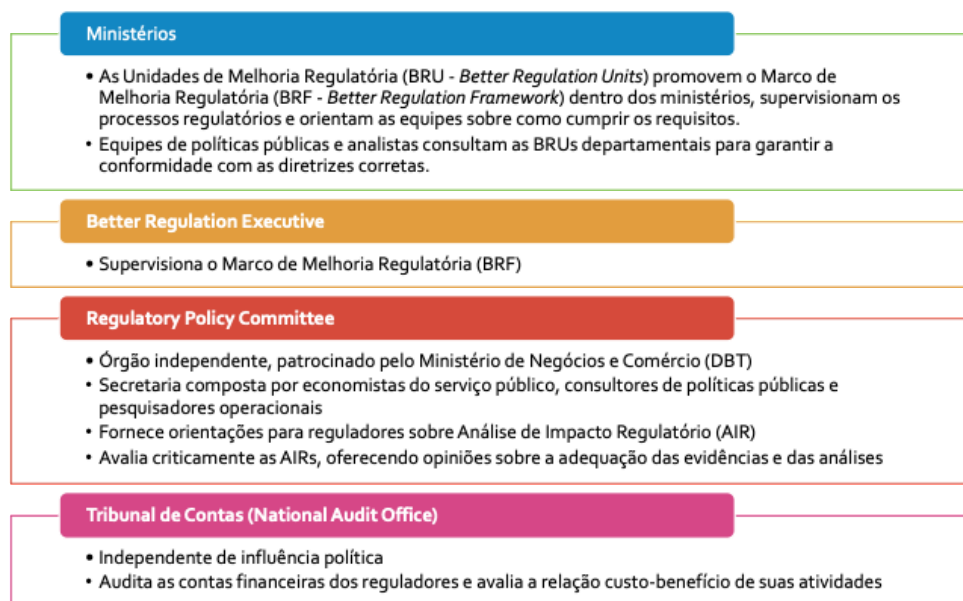 Ministérios
• As Unidades de Melhoria Regulatória (BRU - Better Regulation Units) promovem o Marco de
Melhoria Regulatória (BRF - Better Regulation Framework) dentro dos ministérios, supervisionam os
processos regulatórios e orientam as equipes sobre como cumprir os requisitos.
• Equipes de políticas públicas e analistas consultam as BRUs departamentais para garantir a
conformidade com as diretrizes corretas.
Better Regulation Executive
• Supervisiona o Marco de Melhoria Regulatória (BRF)
Regulatory Policy Committee
• Órgão independente, patrocinado pelo Ministério de Negócios e Comércio (DBT)
• Secretaria composta por economistas do serviço público, consultores de políticas públicas e
pesquisadores operacionais
• Fornece orientações para reguladores sobre Análise de Impacto Regulatório (AIR)
• Avalia criticamente as AIRs, oferecendo opiniões sobre a adequação das evidências e das análises
Tribunal de Contas (National Audit Office)
• Independente de influência política
• Audita as contas financeiras dos reguladores e avalia a relação custo-benefício de suas atividades